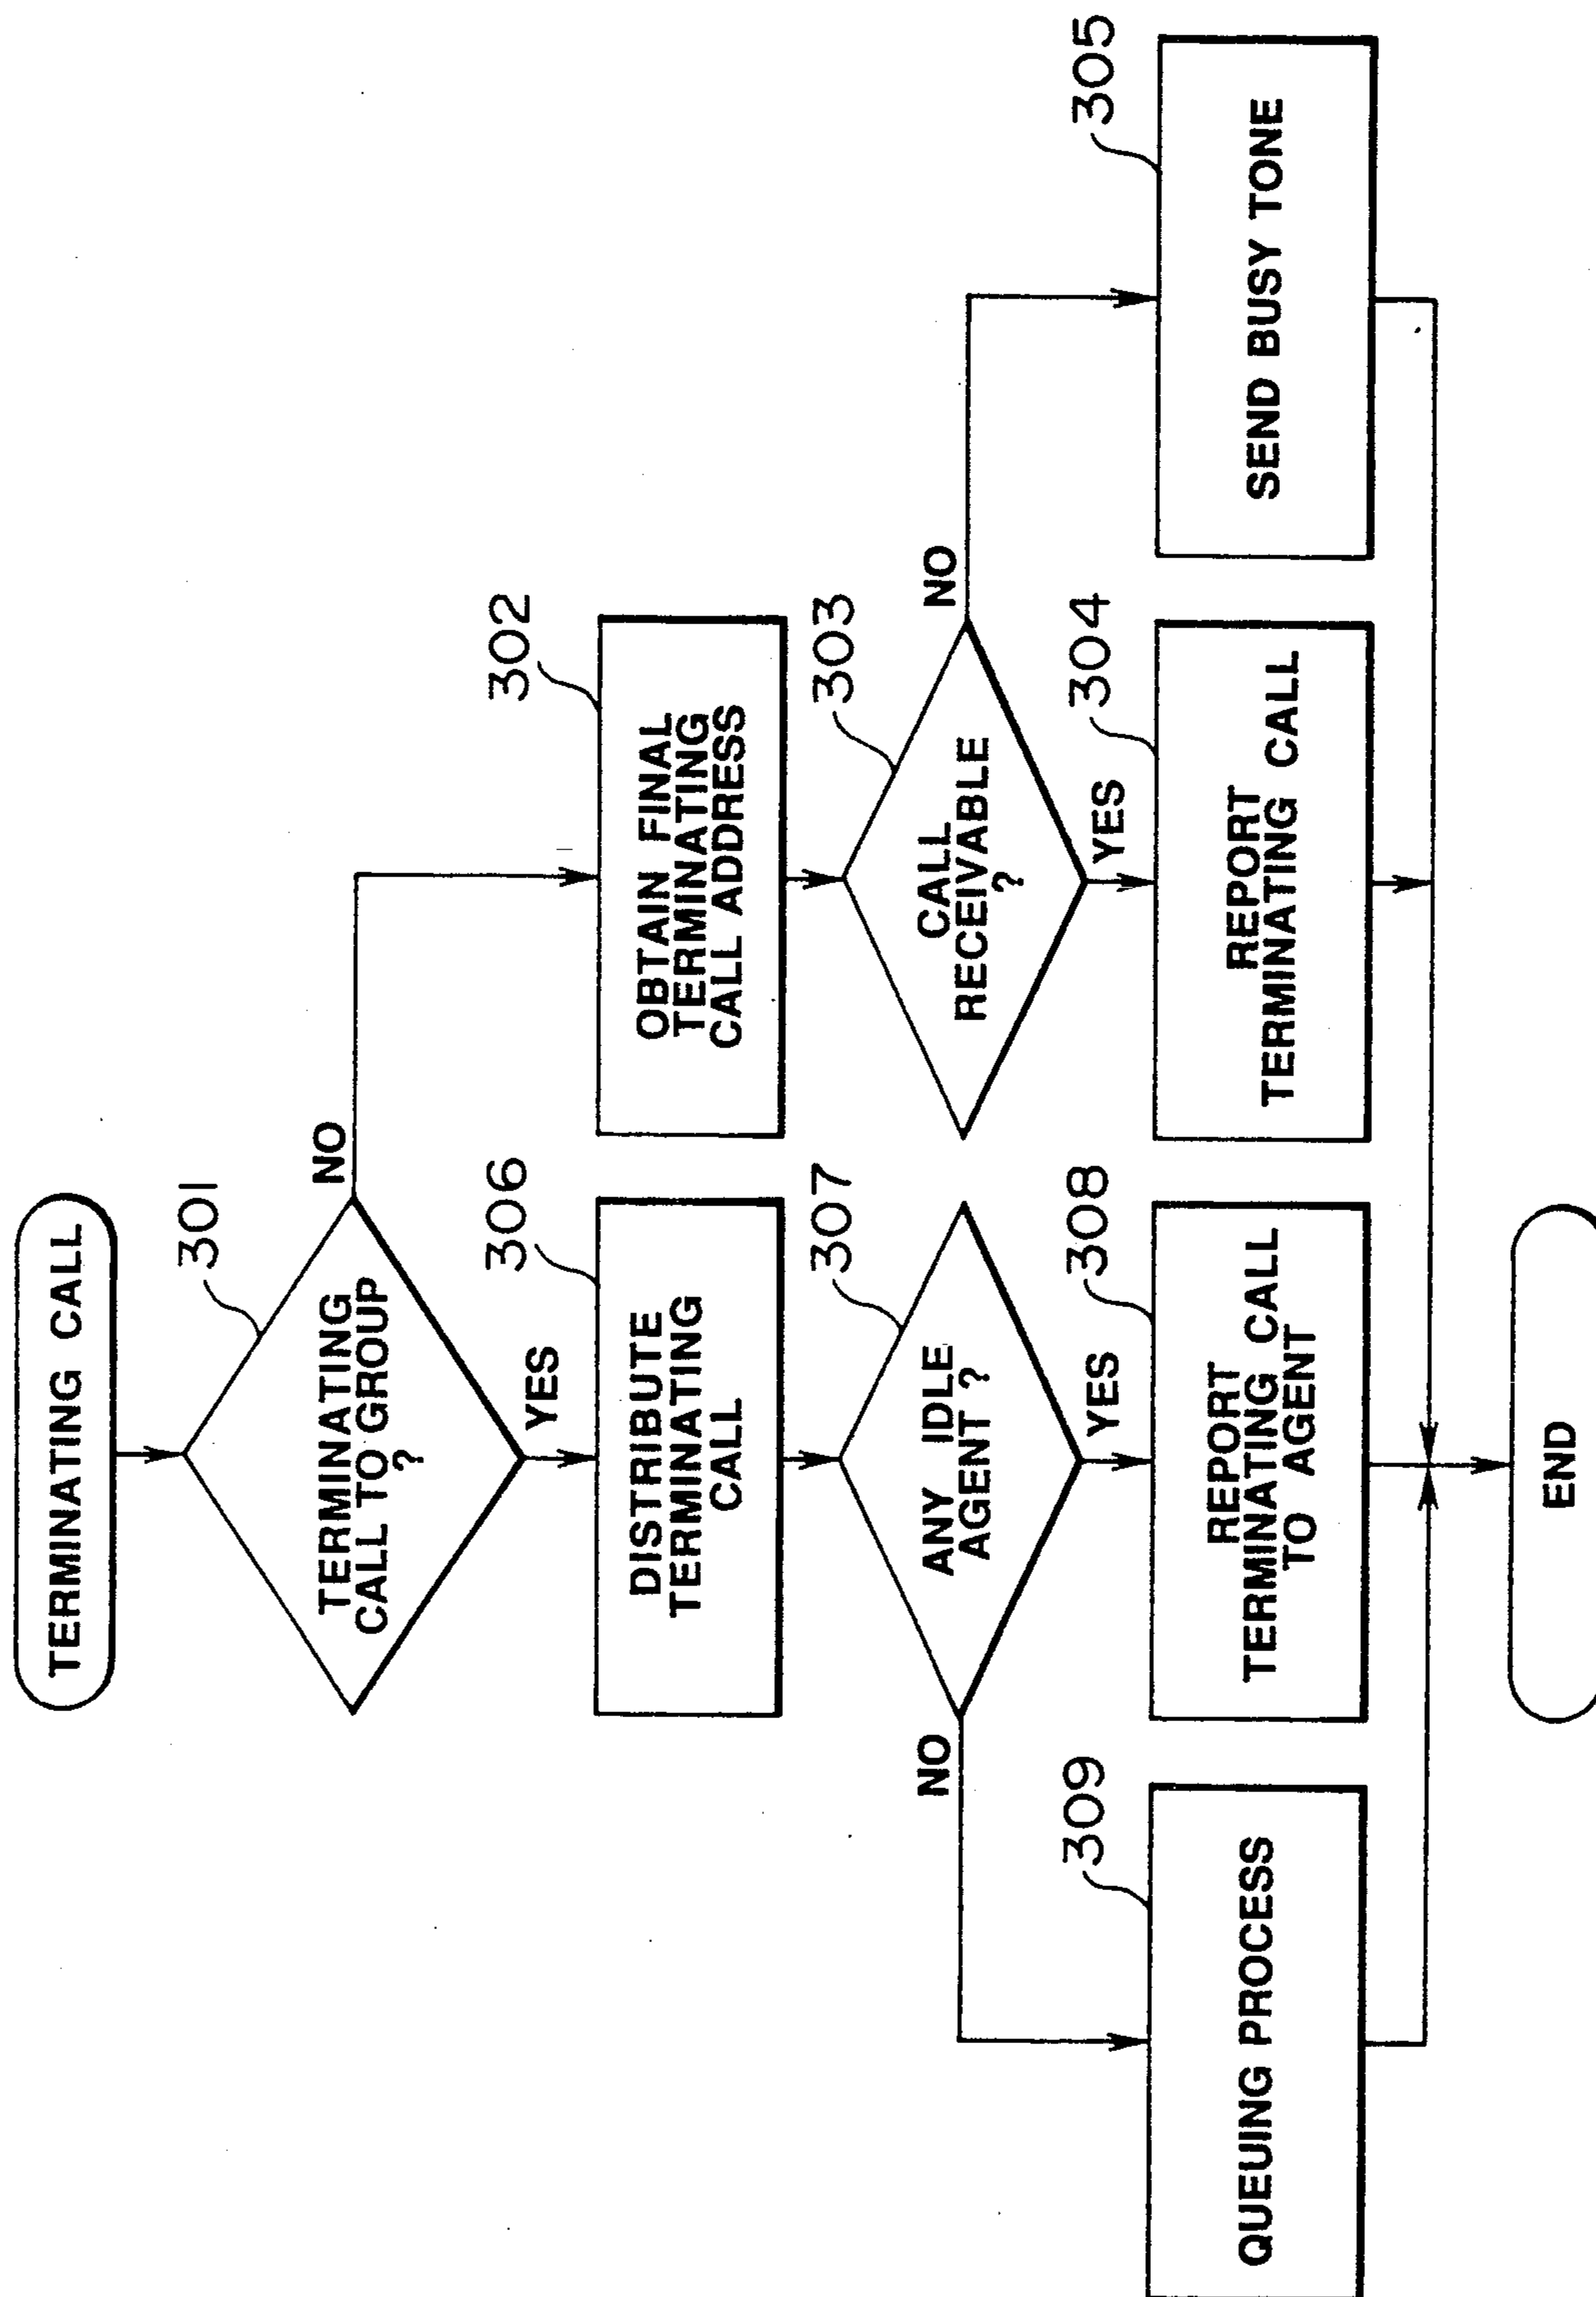 TERMINATING CALL
301
TERMINATING
CALL TO GROUP
?
NO
YES
306
DISTRIBUTE
TERMINATING
CALL
307
ANY IDLE
AGENT ?
NO
YES
308
REPORT
TERMINATING CALL
TO AGENT
309
QUEUING PROCESS
302
OBTAIN FINAL
TERMINATING
CALL ADDRESS
303
CALL
RECEIVABLE
?
NO
YES
304
REPORT
TERMINATING CALL
305
SEND BUSY TONE
END